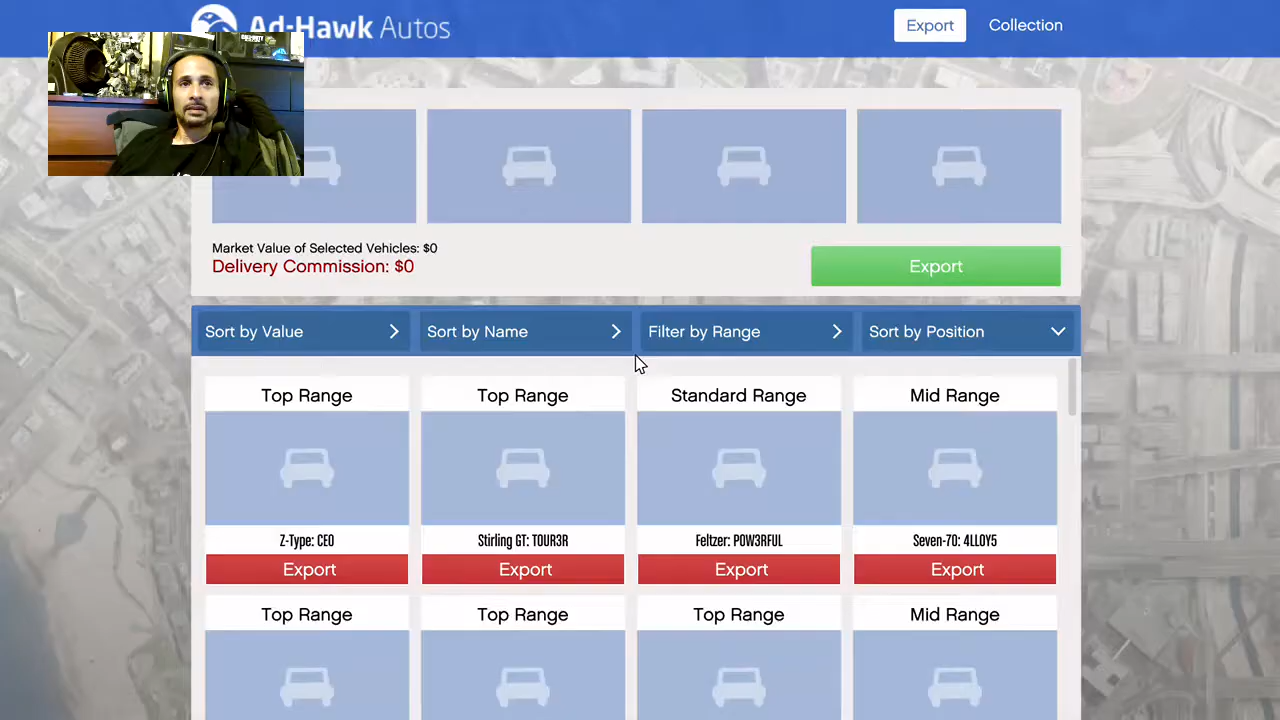 Ad-Hawk Autos
Export
Collection
Market Value of Selected Vehicles: $0
Delivery Commission: $0
Export
Sort by Value
Sort by Name
Filter by Range
Sort by Position
Top Range
Top Range
Standard Range
Mid Range
Z-Type: CEO
Stirling GT: TOUR3R
Feltzer: POW3RFUL
Seven-70: 4LLOY5
Export
Export
Export
Export
Top Range
Top Range
Top Range
Mid Range